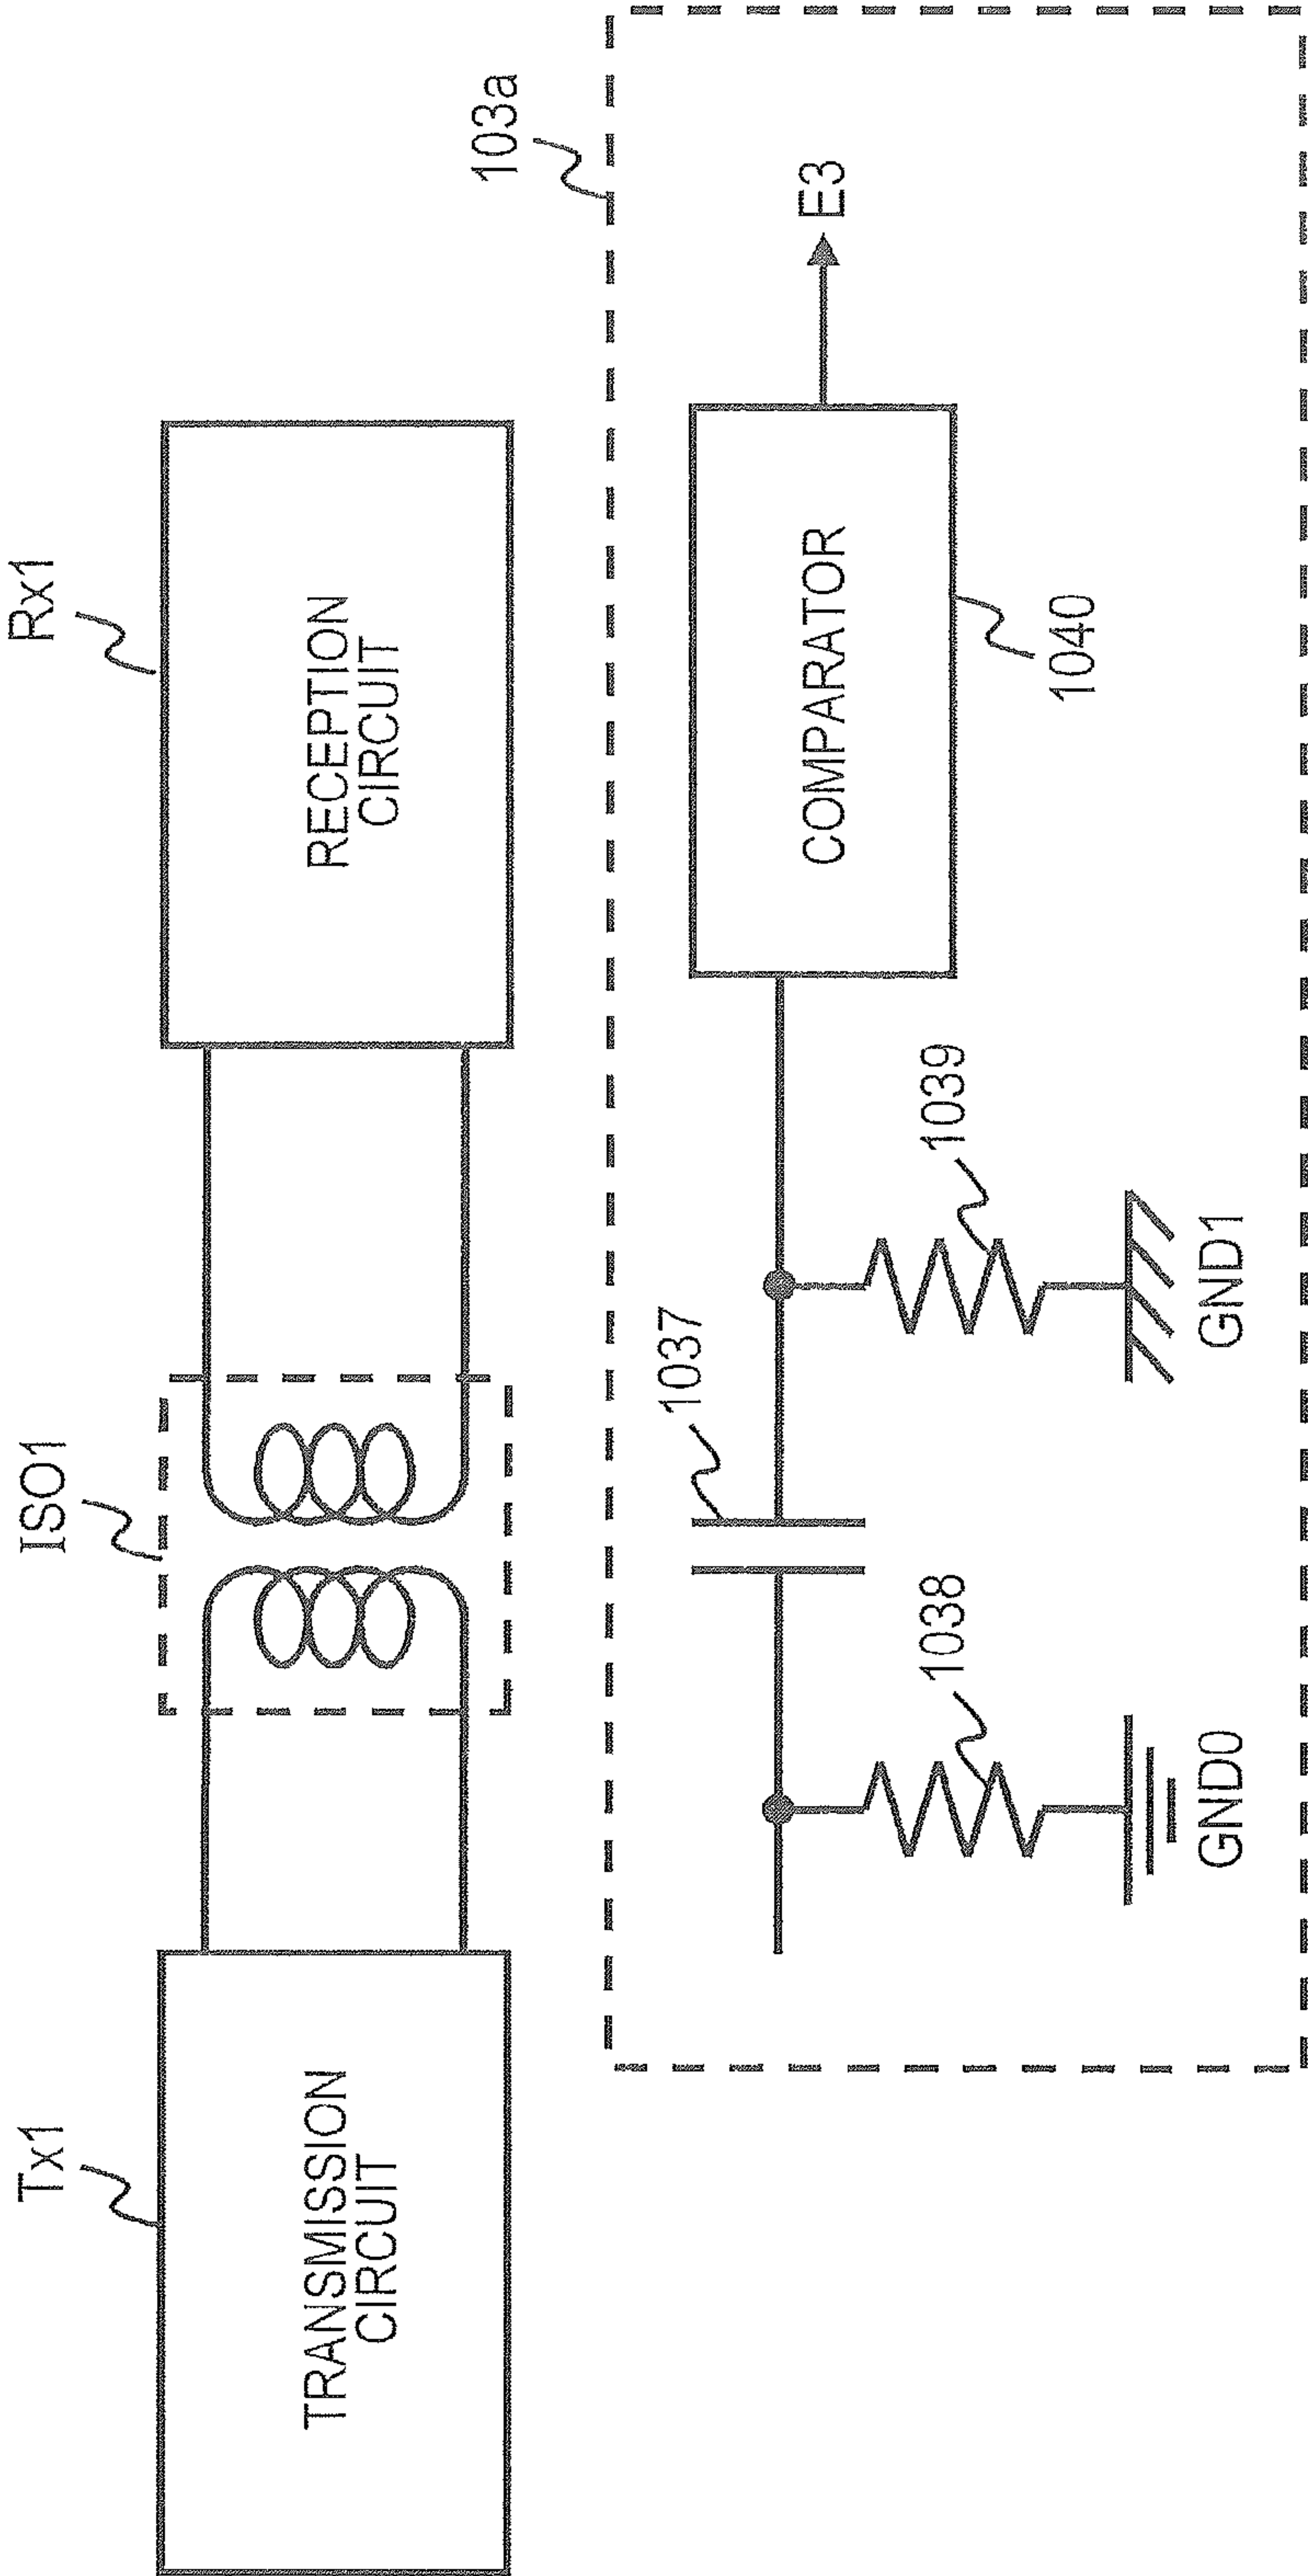 Tx1
ISO1
Rx1
TRANSMISSION
CIRCUIT
RECEPTION
CIRCUIT
103a
1037
1038
1039
COMPARATOR
E3
1040
GND0
GND1